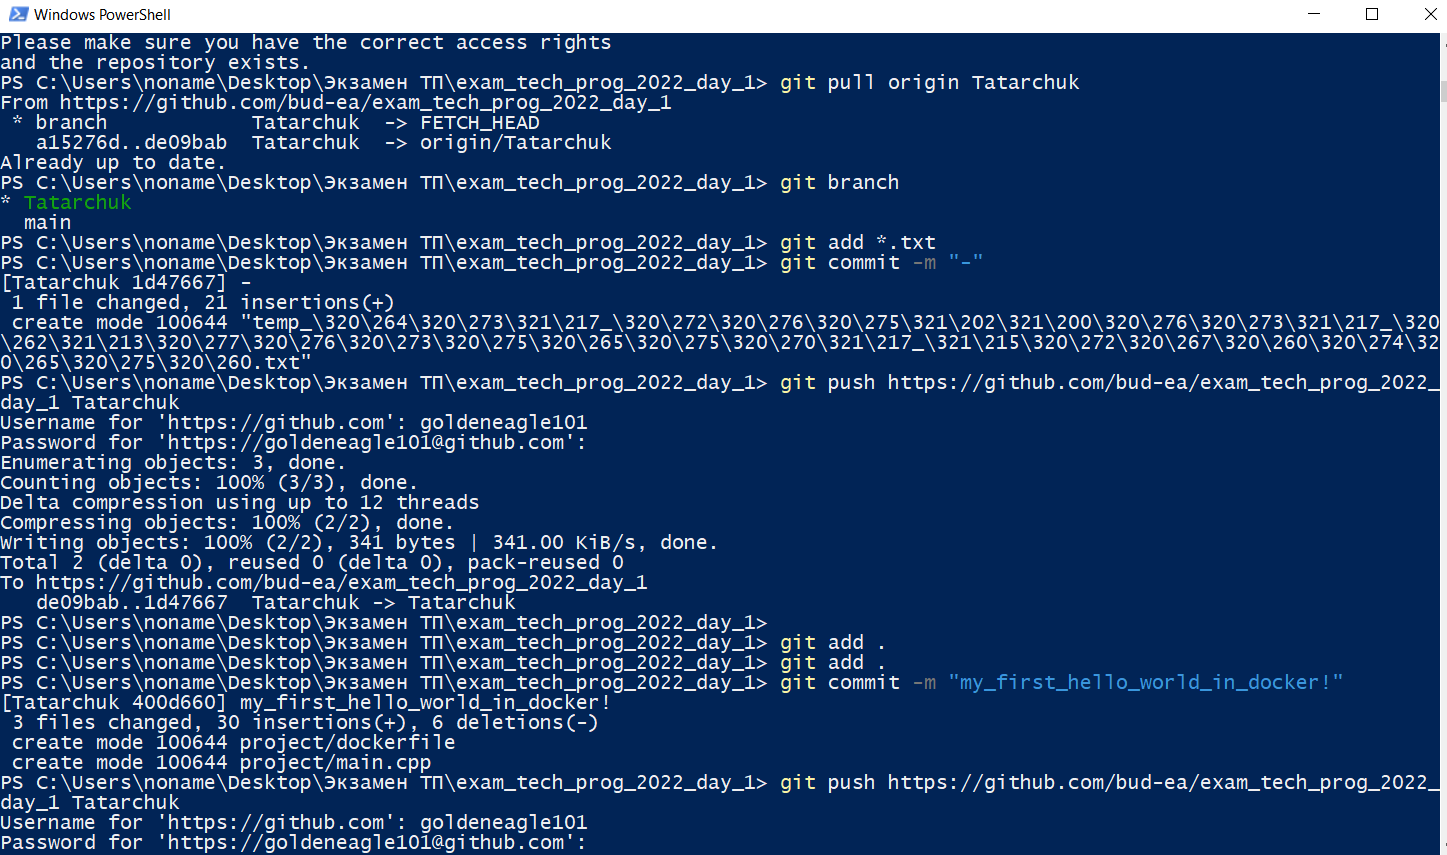 Windows PowerShell
Please make sure you have the correct access rights
and the repository exists.
PS C:\Users\noname\Desktop\Экзамен ТП\exam_tech_prog_2022_day_1> git pull origin Tatarchuk
From https://github.com/bud-ea/exam_tech_prog_2022_day_1
 * branch            Tatarchuk  -> FETCH_HEAD
   a15276d..de09bab  Tatarchuk  -> origin/Tatarchuk
Already up to date.
PS C:\Users\noname\Desktop\Экзамен ТП\exam_tech_prog_2022_day_1> git branch
* Tatarchuk
  main
PS C:\Users\noname\Desktop\Экзамен ТП\exam_tech_prog_2022_day_1> git add *.txt
PS C:\Users\noname\Desktop\Экзамен ТП\exam_tech_prog_2022_day_1> git commit -m "-"
[Tatarchuk 1d47667] -
 1 file changed, 21 insertions(+)
 create mode 100644 "temp_\320\264\320\273\321\217_\320\272\320\276\320\275\321\202\321\200\320\276\320\273\321\217_\320
\262\321\213\320\277\320\276\320\273\320\275\320\265\320\275\320\270\321\217_\321\215\320\272\320\267\320\260\320\274\32
0\265\320\275\320\260.txt"
PS C:\Users\noname\Desktop\Экзамен ТП\exam_tech_prog_2022_day_1> git push https://github.com/bud-ea/exam_tech_prog_2022_
day_1 Tatarchuk
Username for 'https://github.com': goldeneagle101
Password for 'https://goldeneagle101@github.com':
Enumerating objects: 3, done.
Counting objects: 100% (3/3), done.
Delta compression using up to 12 threads
Compressing objects: 100% (2/2), done.
Writing objects: 100% (2/2), 341 bytes | 341.00 KiB/s, done.
Total 2 (delta 0), reused 0 (delta 0), pack-reused 0
To https://github.com/bud-ea/exam_tech_prog_2022_day_1
   de09bab..1d47667  Tatarchuk -> Tatarchuk
PS C:\Users\noname\Desktop\Экзамен ТП\exam_tech_prog_2022_day_1>
PS C:\Users\noname\Desktop\Экзамен ТП\exam_tech_prog_2022_day_1> git add .
PS C:\Users\noname\Desktop\Экзамен ТП\exam_tech_prog_2022_day_1> git add .
PS C:\Users\noname\Desktop\Экзамен ТП\exam_tech_prog_2022_day_1> git commit -m "my_first_hello_world_in_docker!"
[Tatarchuk 400d660] my_first_hello_world_in_docker!
 3 files changed, 30 insertions(+), 6 deletions(-)
 create mode 100644 project/dockerfile
 create mode 100644 project/main.cpp
PS C:\Users\noname\Desktop\Экзамен ТП\exam_tech_prog_2022_day_1> git push https://github.com/bud-ea/exam_tech_prog_2022_
day_1 Tatarchuk
Username for 'https://github.com': goldeneagle101
Password for 'https://goldeneagle101@github.com':